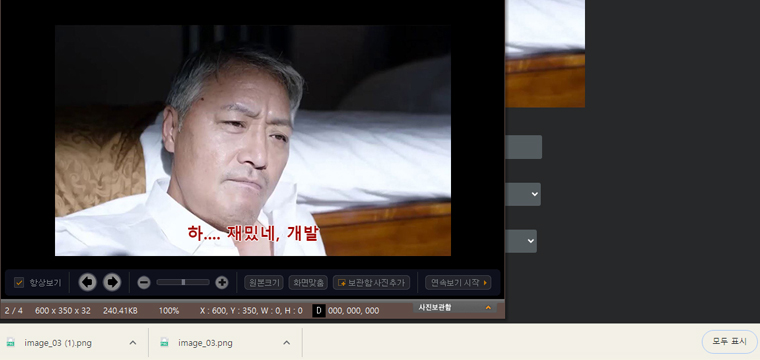 하.... 재밌네, 개발
항상보기
원본크기
화면맞춤
보관함 사진추가
연속보기 시작
2 / 4
600 x 350 x 32
240.41KB
100%
X : 600, Y : 350, W : 0, H : 0
D
000, 000, 000
사진보관함
image_03 (1).png
image_03.png
모두 표시